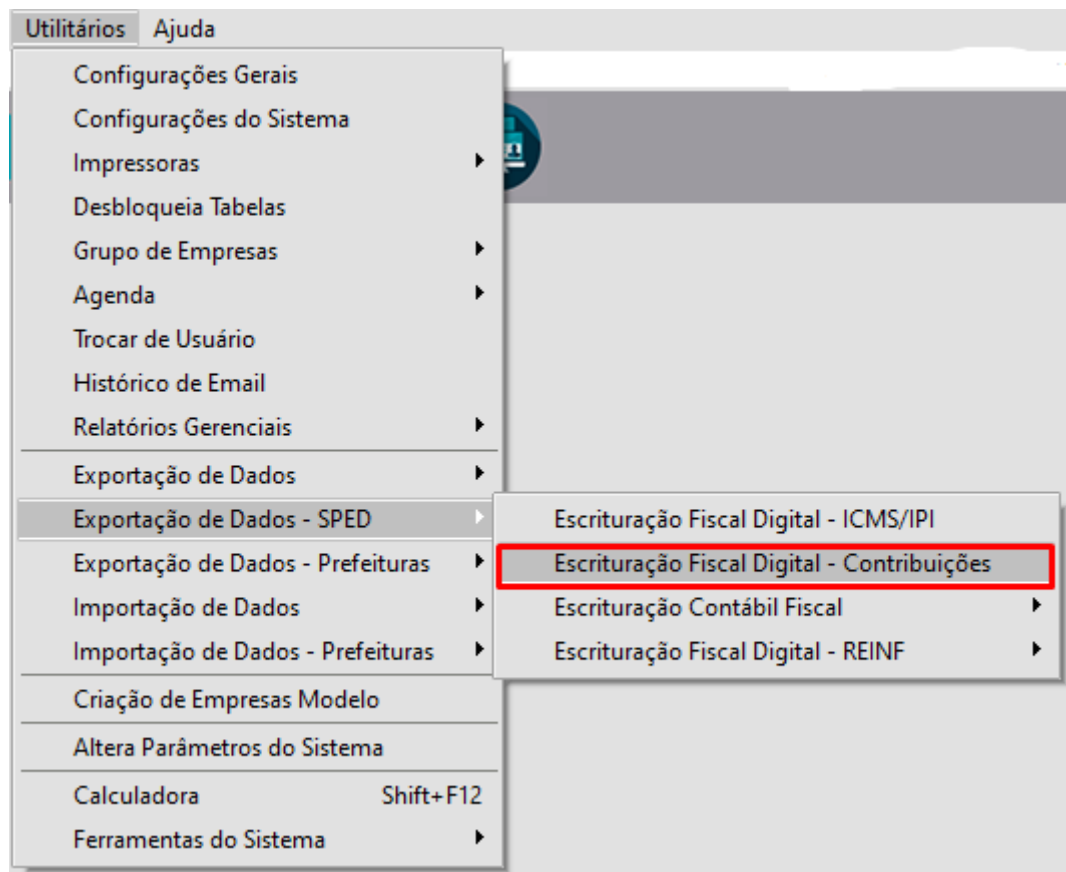 Utilitários Ajuda
Configurações Gerais
Configurações do Sistema
Impressoras
Desbloqueia Tabelas
Grupo de Empresas
Agenda
Trocar de Usuário
Histórico de Email
Relatórios Gerenciais
Exportação de Dados
Exportação de Dados - SPED
Exportação de Dados - Prefeituras
Importação de Dados
Importação de Dados - Prefeituras
Criação de Empresas Modelo
Altera Parâmetros do Sistema
Calculadora Shift+F12
Ferramentas do Sistema
Escrituração Fiscal Digital - ICMS/IPI
Escrituração Fiscal Digital - Contribuições
Escrituração Contábil Fiscal
Escrituração Fiscal Digital - REINF